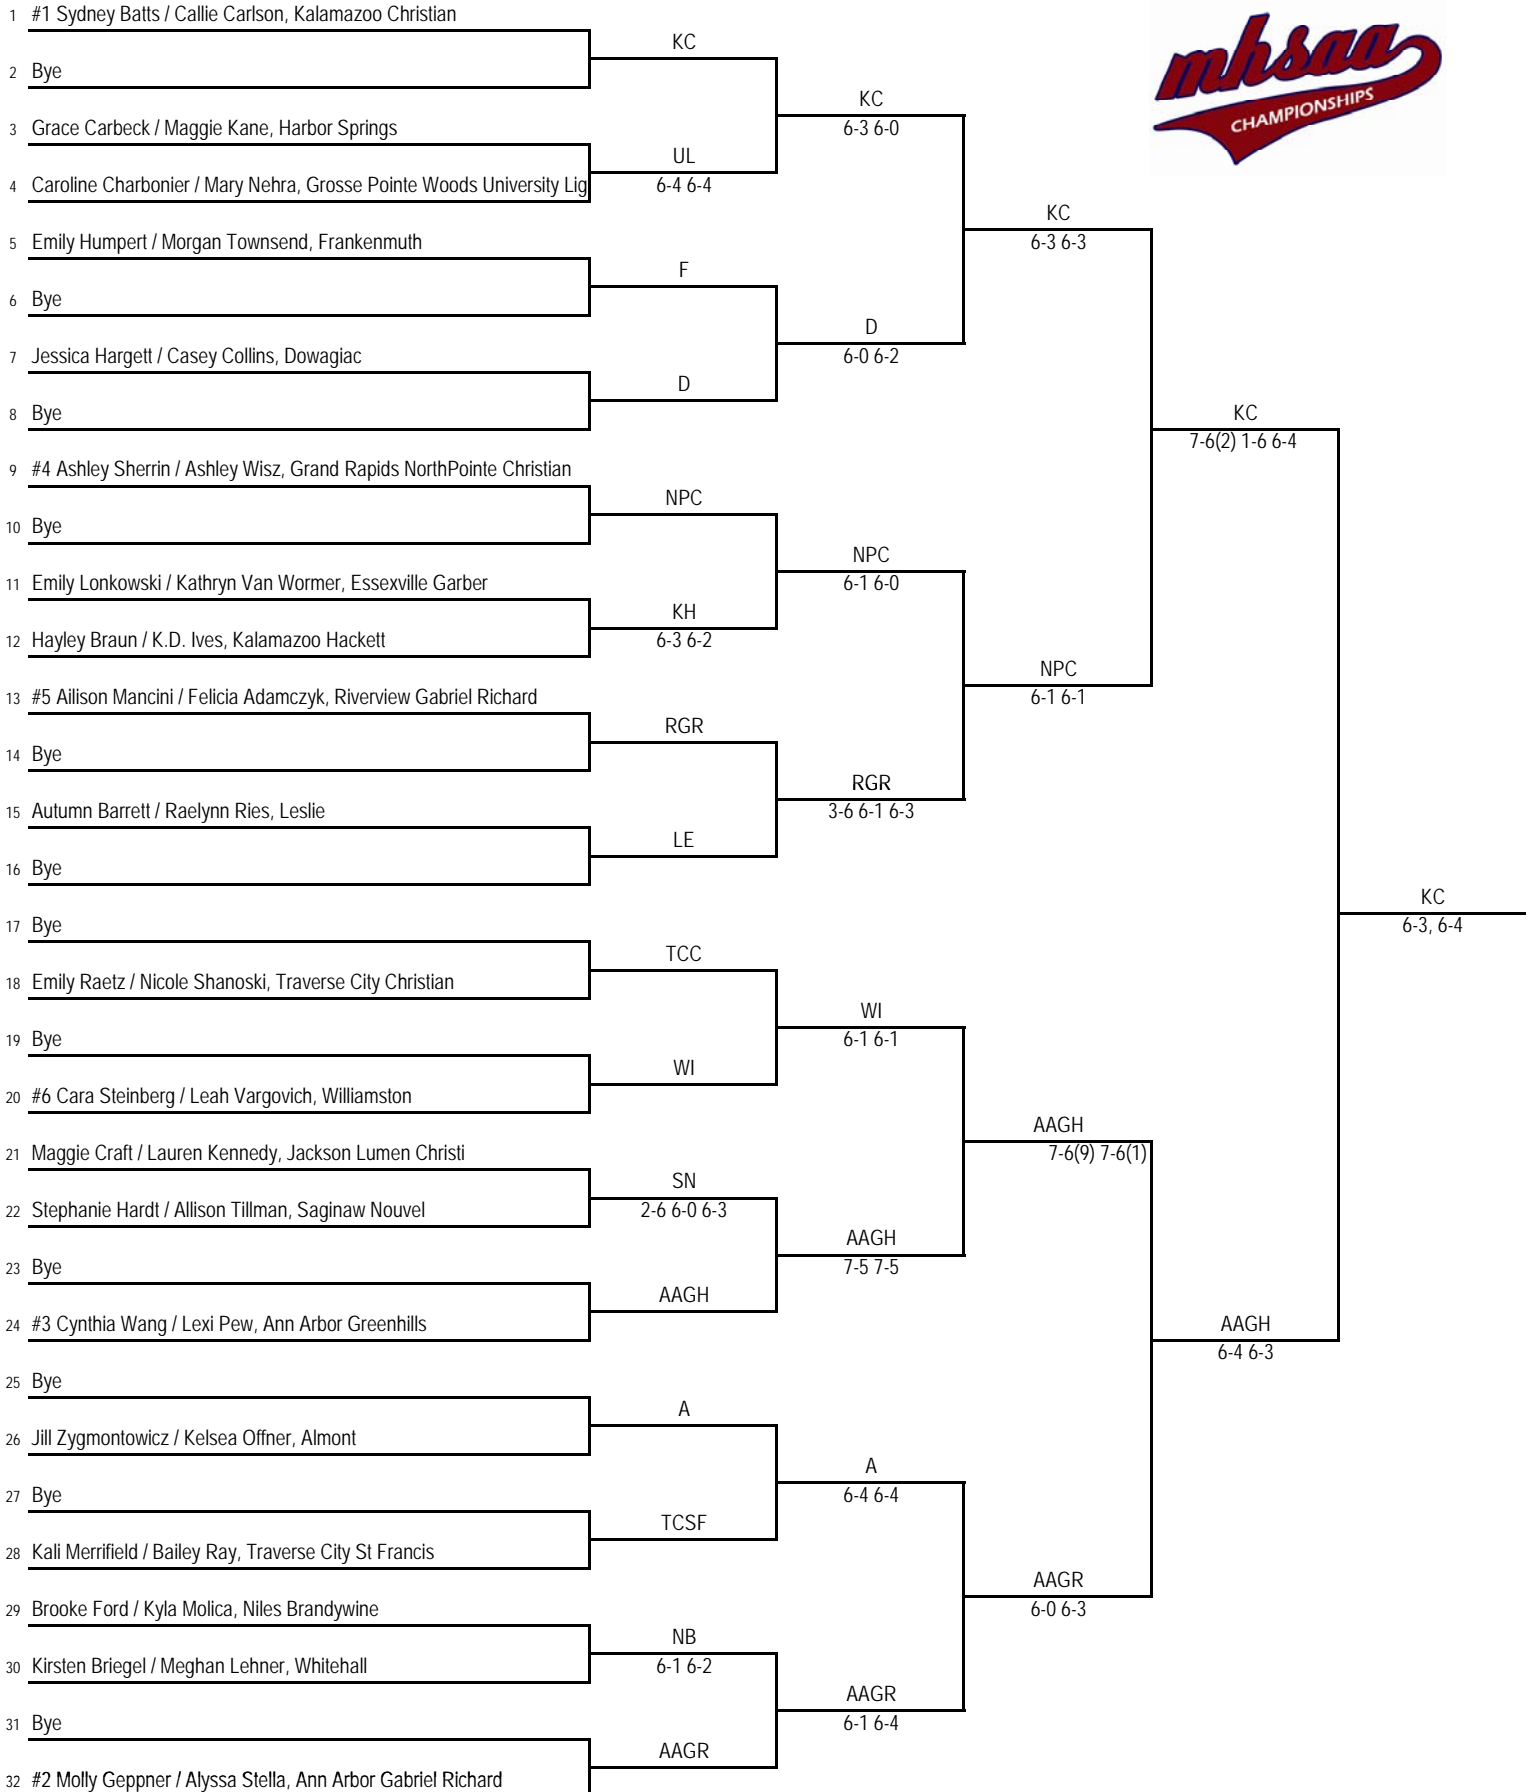 mhsaa
CHAMPIONSHIPS
1 #1 Sydney Batts / Callie Carlson, Kalamazoo Christian
KC
2 Bye
KC
6-3 6-0
3 Grace Carbeck / Maggie Kane, Harbor Springs
UL
6-4 6-4
4 Caroline Charbonier / Mary Nehra, Grosse Pointe Woods University Lig
KC
6-3 6-3
5 Emily Humpert / Morgan Townsend, Frankenmuth
F
6 Bye
D
6-0 6-2
7 Jessica Hargett / Casey Collins, Dowagiac
D
8 Bye
KC
7-6(2) 1-6 6-4
9 #4 Ashley Sherrin / Ashley Wisz, Grand Rapids NorthPointe Christian
NPC
10 Bye
NPC
6-1 6-0
11 Emily Lonkowski / Kathryn Van Wormer, Essexville Garber
KH
6-3 6-2
12 Hayley Braun / K.D. Ives, Kalamazoo Hackett
NPC
6-1 6-1
13 #5 Ailison Mancini / Felicia Adamczyk, Riverview Gabriel Richard
RGR
14 Bye
RGR
3-6 6-1 6-3
15 Autumn Barrett / Raelynn Ries, Leslie
LE
16 Bye
KC
6-3, 6-4
17 Bye
TCC
18 Emily Raetz / Nicole Shanoski, Traverse City Christian
WI
6-1 6-1
19 Bye
WI
20 #6 Cara Steinberg / Leah Vargovich, Williamston
AAGH
7-6(9) 7-6(1)
21 Maggie Craft / Lauren Kennedy, Jackson Lumen Christi
SN
2-6 6-0 6-3
22 Stephanie Hardt / Allison Tillman, Saginaw Nouvel
AAGH
7-5 7-5
23 Bye
AAGH
24 #3 Cynthia Wang / Lexi Pew, Ann Arbor Greenhills
AAGH
6-4 6-3
25 Bye
A
26 Jill Zygmontowicz / Kelsea Offner, Almont
A
6-4 6-4
27 Bye
TCSF
28 Kali Merrifield / Bailey Ray, Traverse City St Francis
AAGR
6-0 6-3
29 Brooke Ford / Kyla Molica, Niles Brandywine
NB
6-1 6-2
30 Kirsten Briegel / Meghan Lehner, Whitehall
AAGR
6-1 6-4
31 Bye
AAGR
32 #2 Molly Geppner / Alyssa Stella, Ann Arbor Gabriel Richard